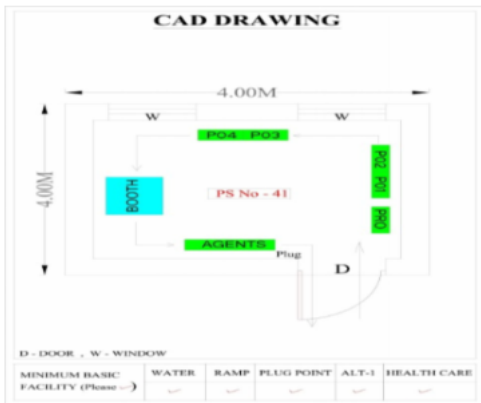 CAD DRAWING
4.00M
W W
PO4 PO3
4.00M
PO2 PO1
BOOTH
PS No - 41
PRO
AGENTS
Plug
D
D - DOOR , W - WINDOW
MINIMUM BASIC FACILITY (Please ✓) WATER RAMP PLUG POINT ALT-1 HEALTH CARE
✓ ✓ ✓ ✓ ✓